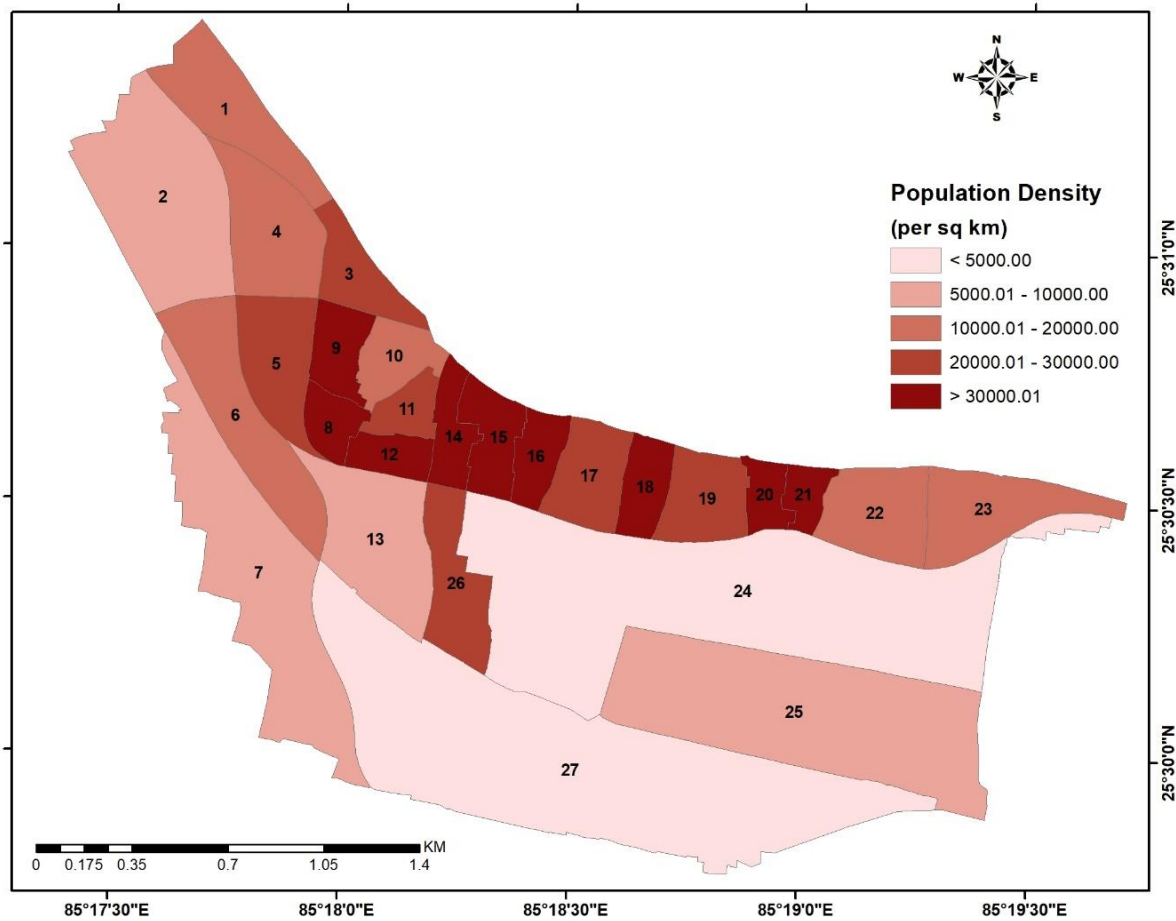 N
W E
S
1
2
4
3
9
10
5
11
6
8
14
15
12
16
17
18
19
20
21
22
23
13
7
26
24
25
27
Population Density
(per sq km)
< 5000.00
5000.01 - 10000.00
10000.01 - 20000.00
20000.01 - 30000.00
> 30000.01
25°31'0"N
25°30'30"N
25°30'0"N
KM
0 0.175 0.35 0.7 1.05 1.4
85°17'30"E 85°18'0"E 85°18'30"E 85°19'0"E 85°19'30"E